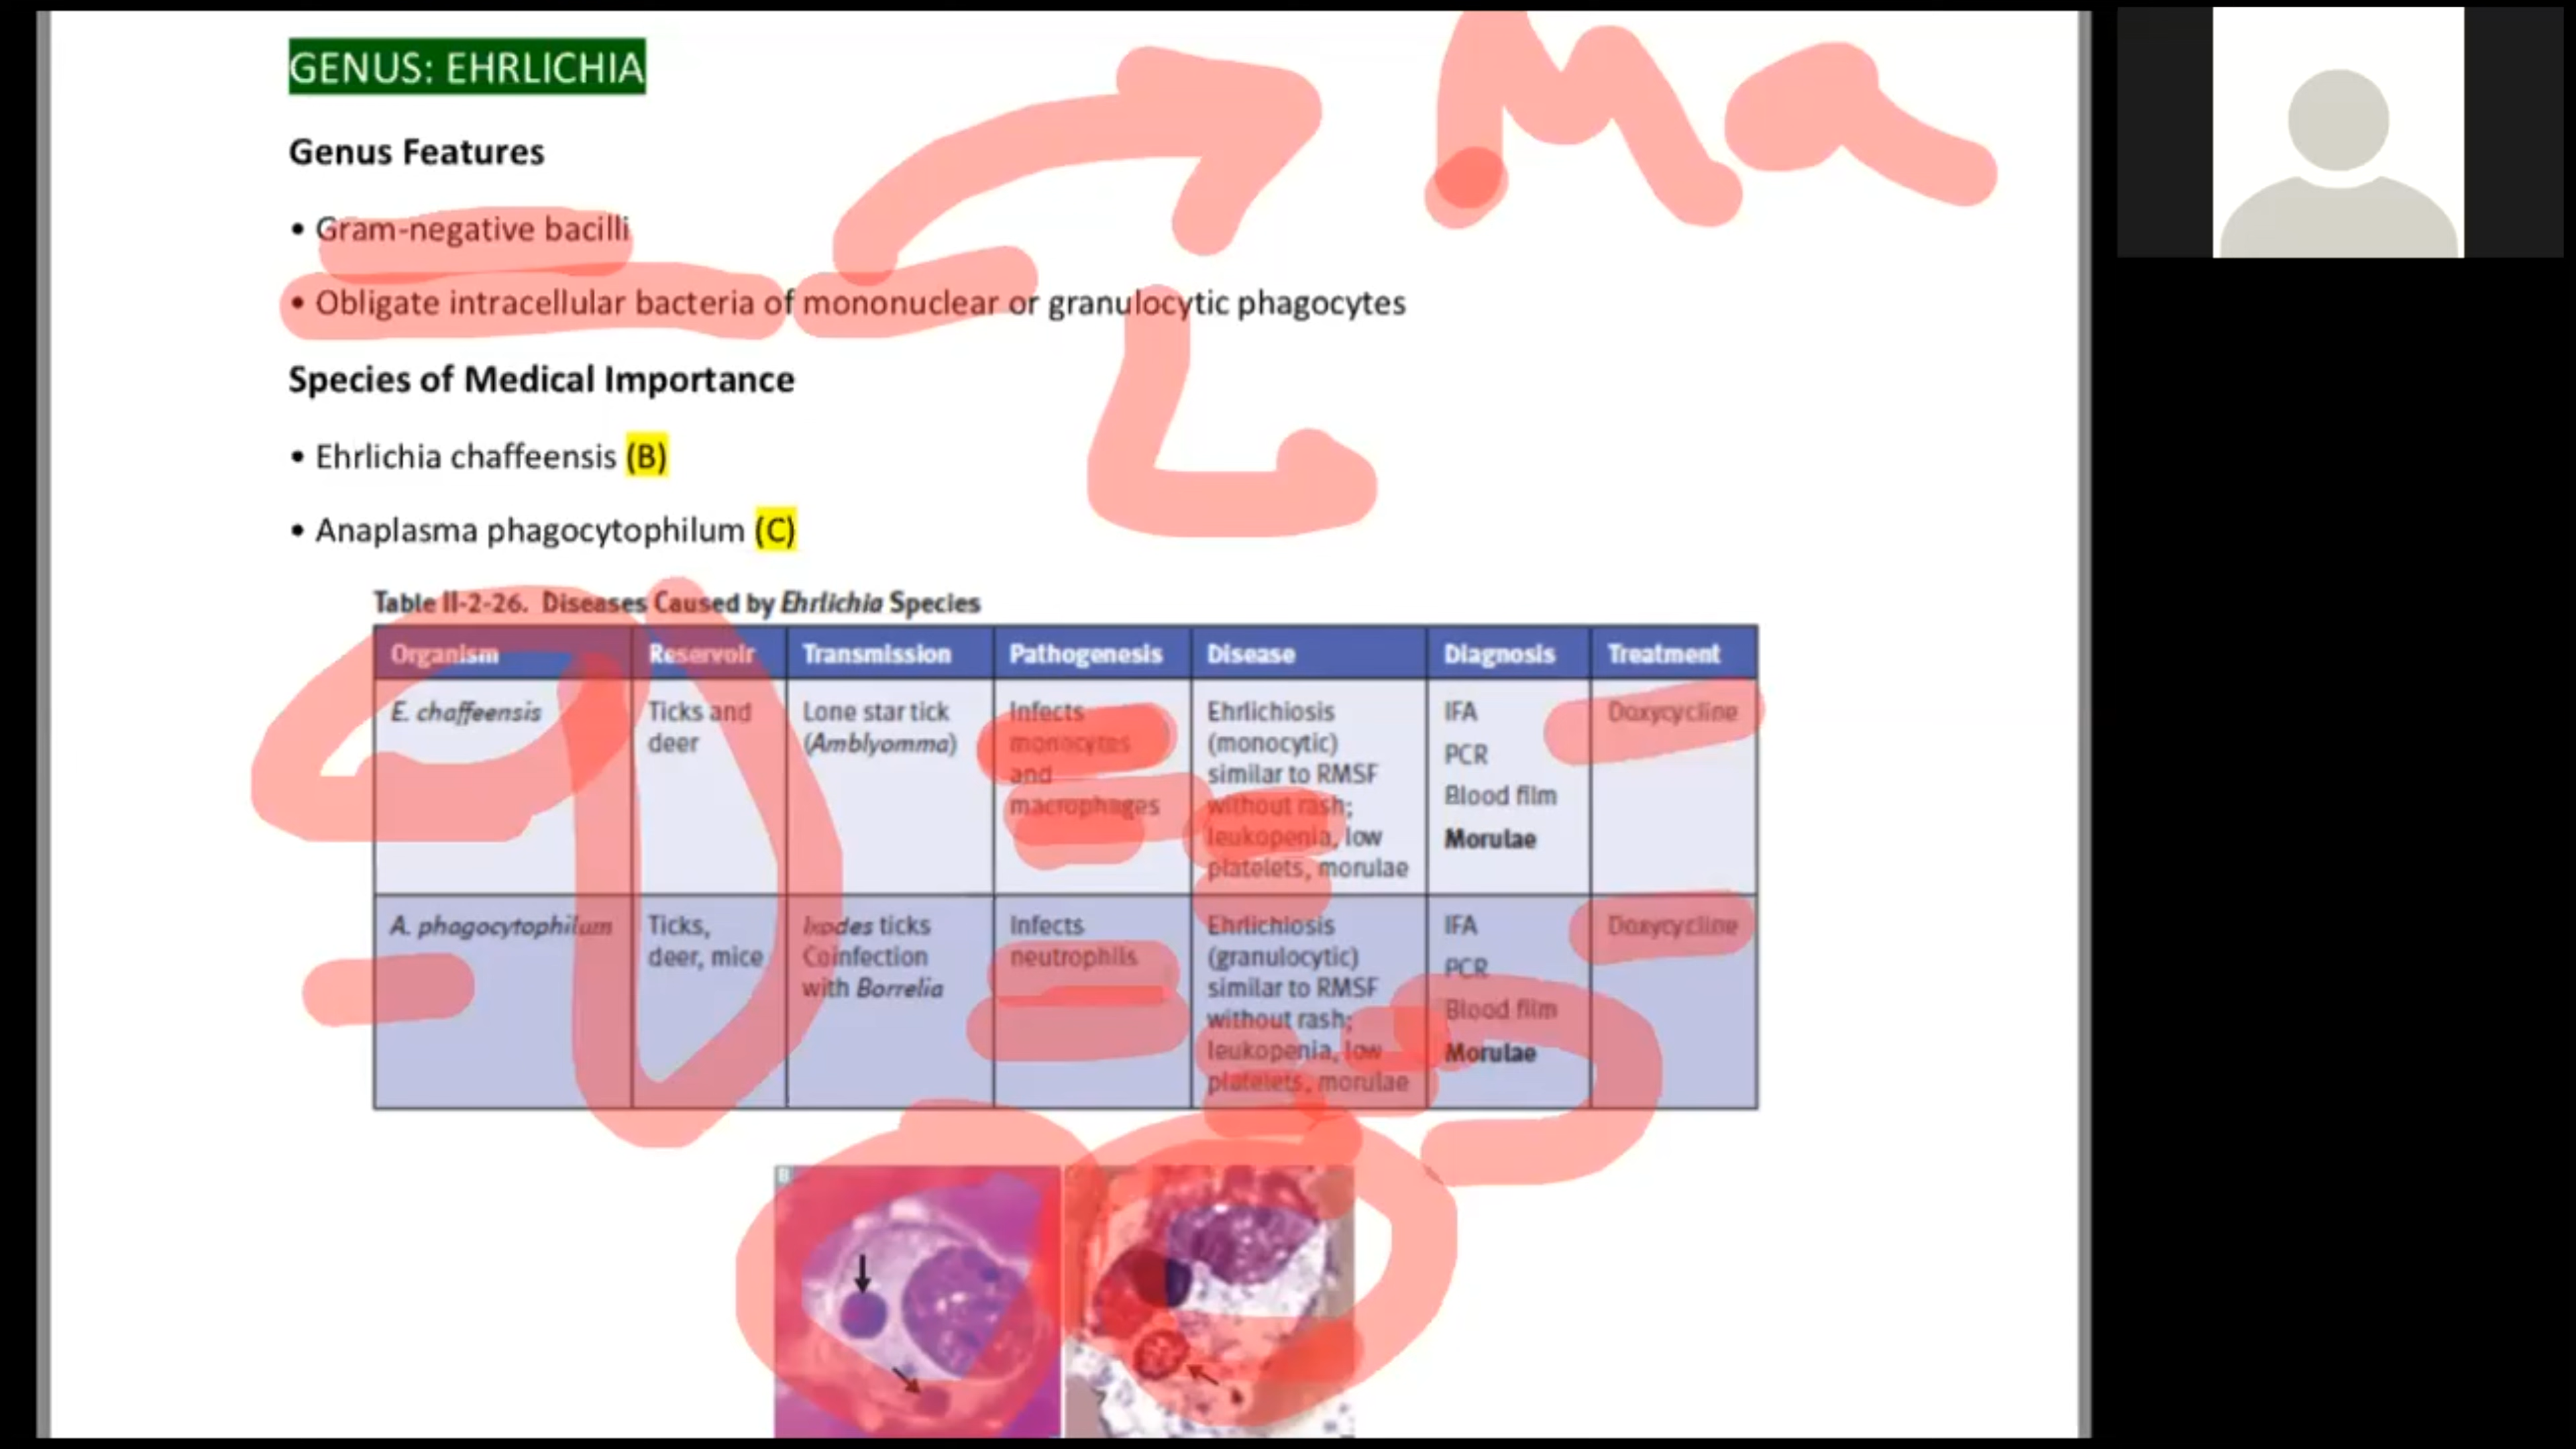 GENUS: EHRLICHIA
Ma
Genus Features
• Gram-negative bacilli
• Obligate intracellular bacteria of mononuclear or granulocytic phagocytes
Species of Medical Importance
• Ehrlichia chaffeensis (B)
• Anaplasma phagocytophilum (C)
Table II-2-26. Diseases Caused by Ehrlichia Species
Organism Reservoir Transmission Pathogenesis Disease Diagnosis Treatment
E. chaffeensis
Ticks and
deer
Lone star tick
(Amblyomma)
Infects
monocytes
and
macrophages
Ehrlichiosis
(monocytic)
similar to RMSF
without rash;
leukopenia, low
platelets, morulae
IFA
PCR
Blood film
Morulae
Doxycycline
A. phagocytophilum
Ticks,
deer, mice
Ixodes ticks
Coinfection
with Borrelia
Infects
neutrophils
Ehrlichiosis
(granulocytic)
similar to RMSF
without rash;
leukopenia, low
platelets, morulae
IFA
PCR
Blood film
Morulae
Doxycycline
B